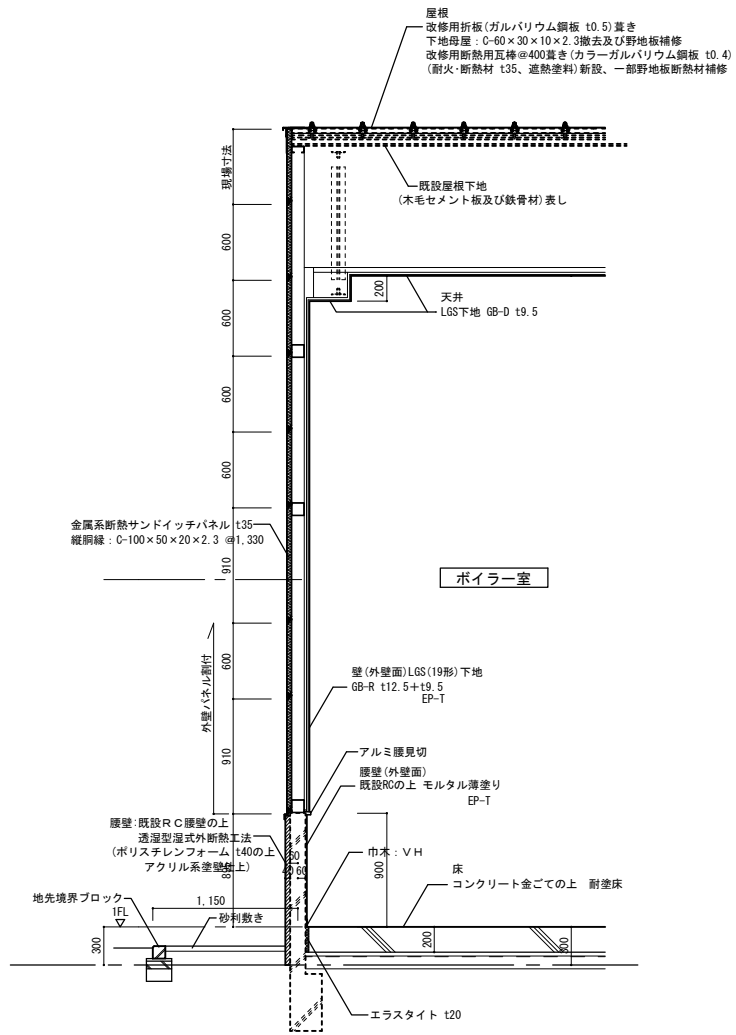 屋根
改修用折板(ガルバリウム鋼板 t0.5)葺き
下地母屋：C-60×30×10×2.3撤去及び野地板補修
改修用断熱用瓦棒@400葺き(カラーガルバリウム鋼板 t0.4)
(耐火・断熱材 t35、遮熱塗料)新設、一部野地板断熱材補修
現場寸法
既設屋根下地
(木毛セメント板及び鉄骨材)表し
600
600
200
天井
LGS下地 GB-D t9.5
600
600
金属系断熱サンドイッチパネル t35
縦胴縁：C-100×50×20×2.3 @1,330
910
ボイラー室
外壁パネル割付
600
壁(外壁面)LGS(19形)下地
GB-R t12.5＋t9.5
EP-T
910
アルミ腰見切
腰壁(外壁面)
既設RCの上 モルタル薄塗り
EP-T
腰壁:既設ＲＣ腰壁の上
透湿型湿式外断熱工法
(ポリスチレンフォーム t40の上
アクリル系塗壁仕上)
60
40
60
900
巾木：ＶＨ
床
コンクリート金ごての上 耐塗床
地先境界ブロック
1,150
1FL
砂利敷き
300
200
300
エラスタイト t20